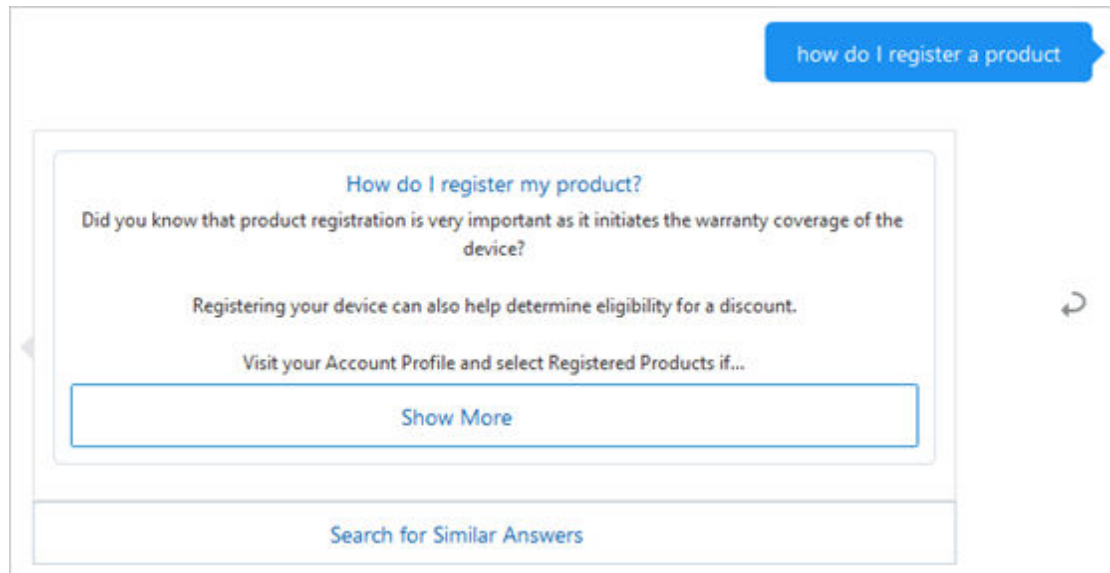 how do I register a product
How do I register my product?
Did you know that product registration is very important as it initiates the warranty coverage of the
device?
Registering your device can also help determine eligibility for a discount.
Visit your Account Profile and select Registered Products if...
Show More
Search for Similar Answers